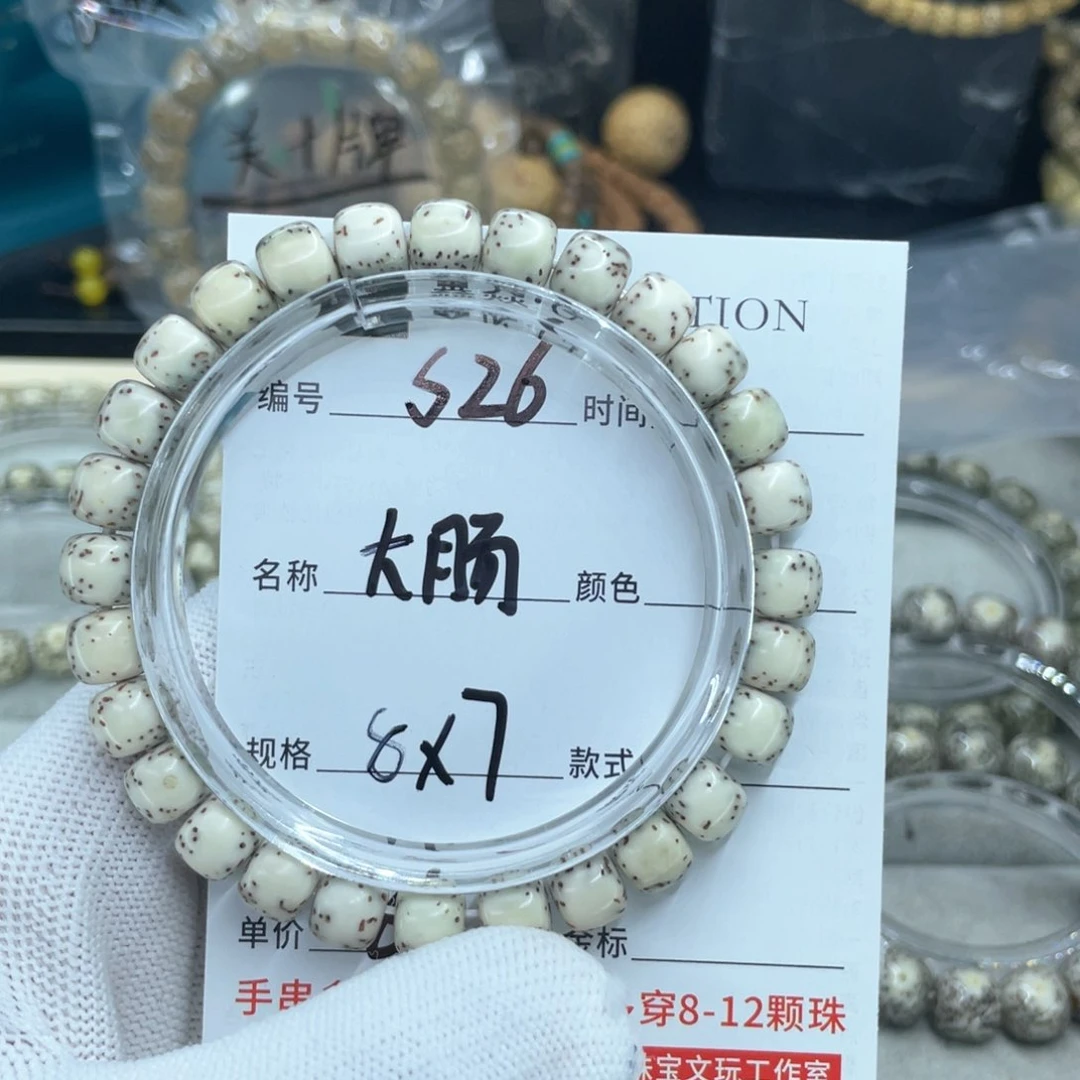 美十牌
TION
编号 S26 时间
名称 大肠 颜色
规格 8X7 款式
单价 金标
手串 穿8-12颗珠
宝文玩工作室